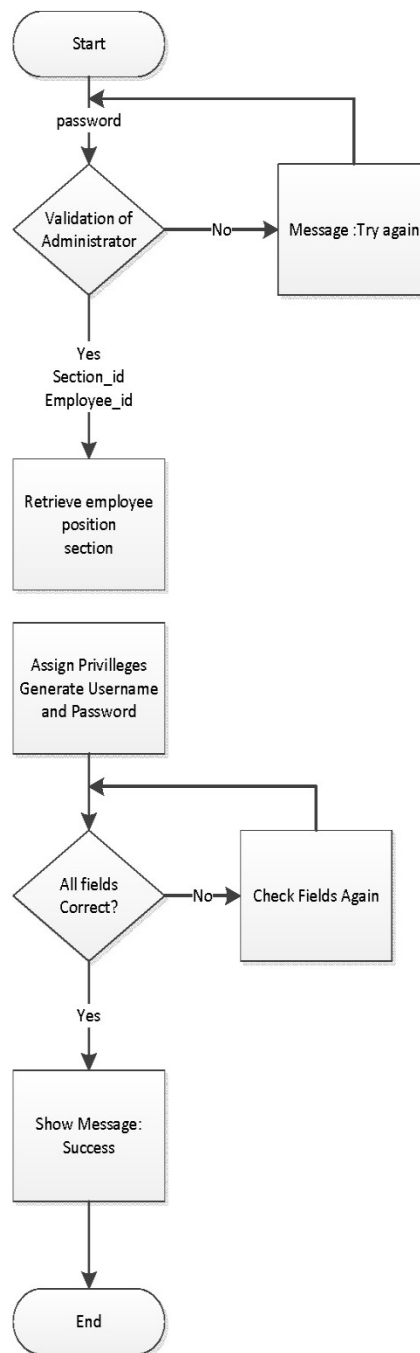 Start
password
Validation of
Administrator
No
Message :Try again
Yes
Section_id
Employee_id
Retrieve employee
position
section
Assign Privilleges
Generate Username
and Password
All fields
Correct?
No
Check Fields Again
Yes
Show Message:
Success
End